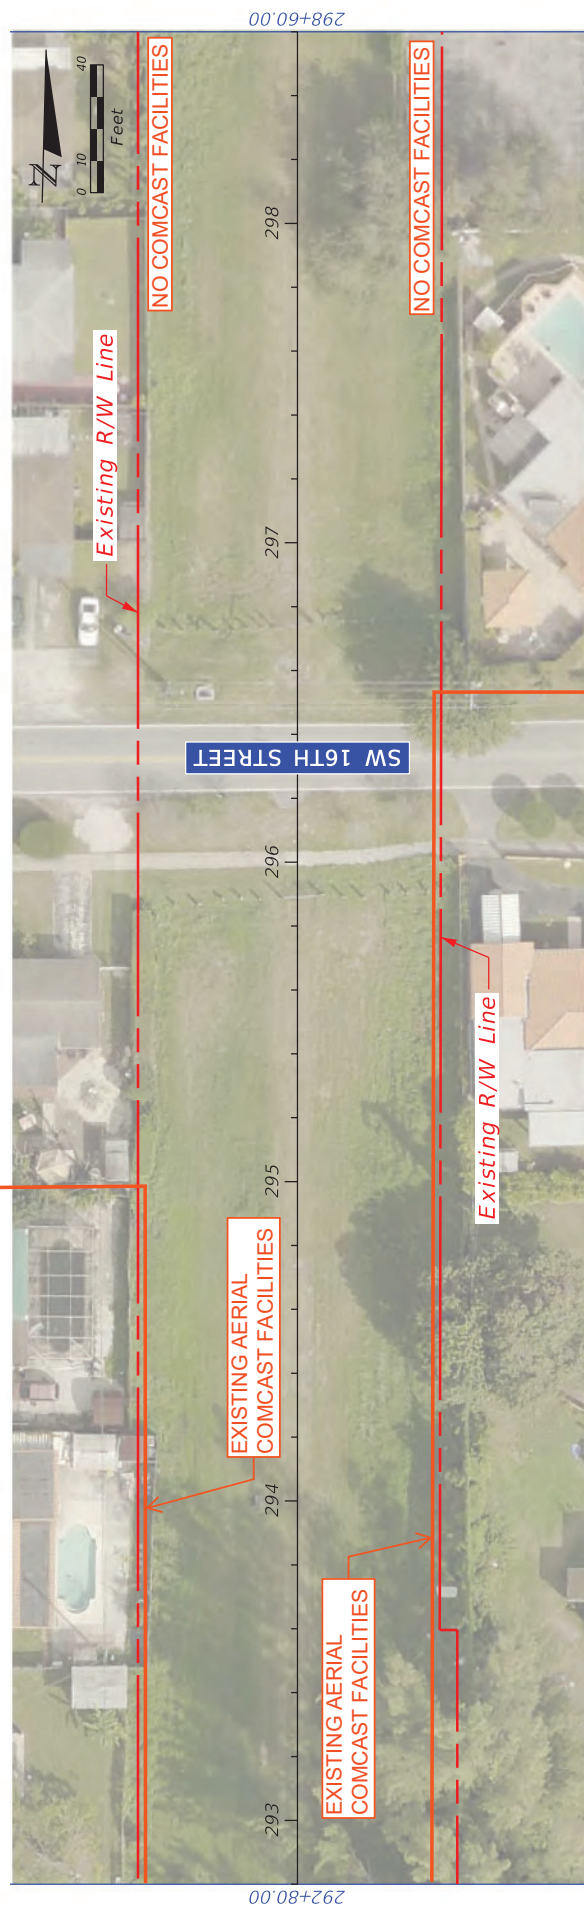 298+60.00
N
0 10 40
Feet
NO COMCAST FACILITIES
NO COMCAST FACILITIES
298
Existing R/W Line
297
SW 16TH STREET
296
Existing R/W Line
295
EXISTING AERIAL
COMCAST FACILITIES
294
EXISTING AERIAL
COMCAST FACILITIES
293
292+80.00